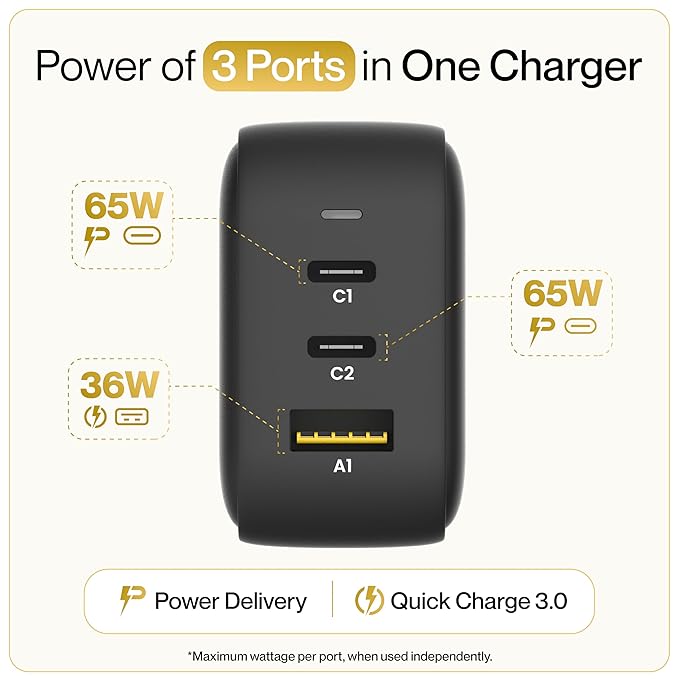 Power of 3 Ports in One Charger
65W
C1
65W
C2
36W
A1
Power Delivery
Quick Charge 3.0
*Maximum wattage per port, when used independently.